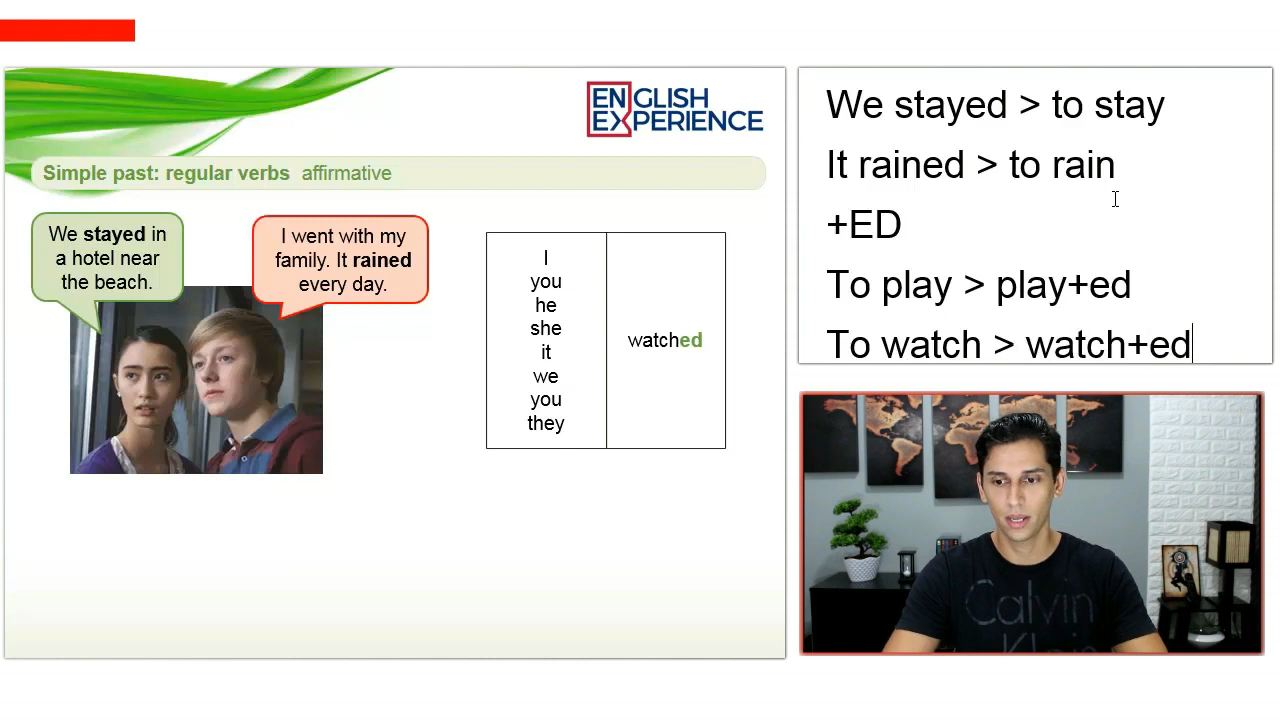 ENGLISH
EXPERIENCE
Simple past: regular verbs affirmative
We stayed in
a hotel near
the beach.
I went with my
family. It rained
every day.
I
you
he
she
it
we
you
they
watched
We stayed > to stay
It rained > to rain
+ED
To play > play+ed
To watch > watch+ed
Calvin
Klein